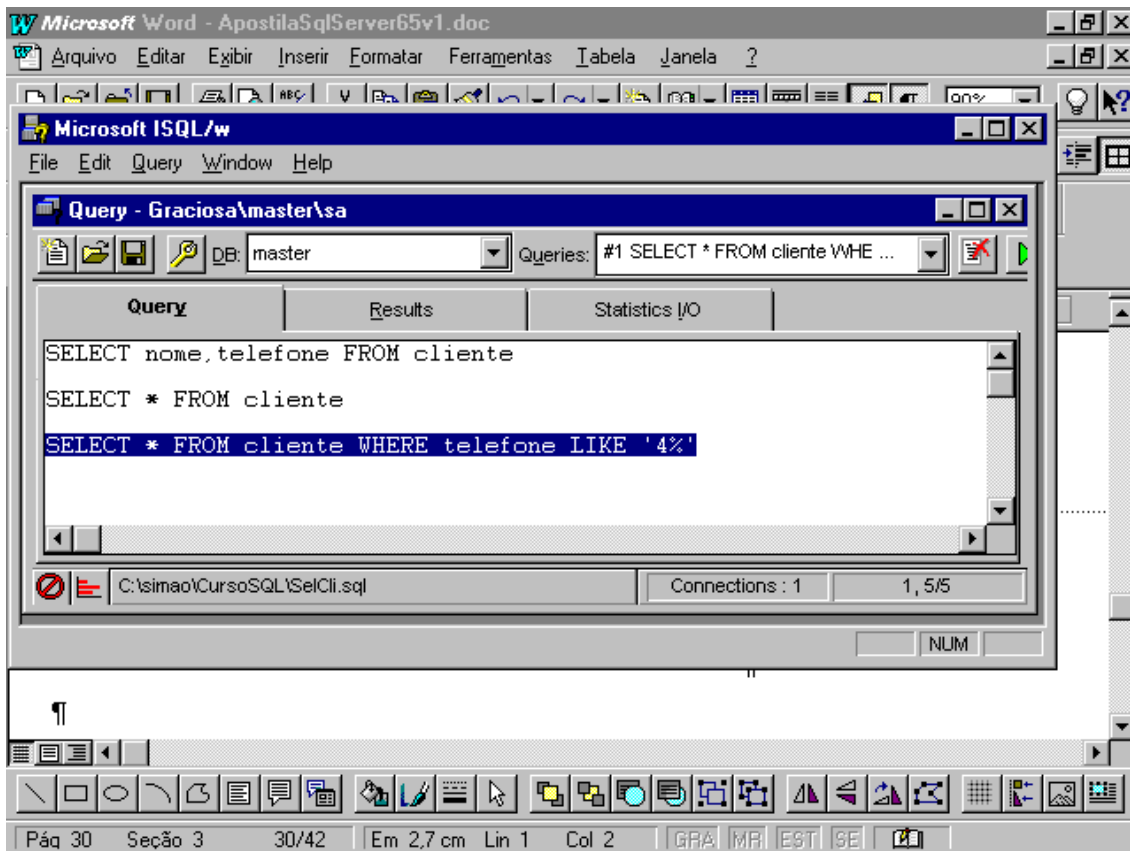 Microsoft Word - ApostilaSqlServer65v1.doc
Arquivo Editar Exibir Inserir Formatar Ferramentas Tabela Janela ?
ABC 90%
Microsoft ISQL/w
File Edit Query Window Help
Query - Graciosa\master\sa
DB: master Queries: #1 SELECT * FROM cliente WHE ...
Query Results Statistics I/O
SELECT nome,telefone FROM cliente
SELECT * FROM cliente
SELECT * FROM cliente WHERE telefone LIKE '4%'
C:\simao\CursoSQL\SelCli.sql Connections : 1 1, 5/5
NUM
¶
Pág 30 Seção 3 30/42 Em 2,7 cm Lin 1 Col 2 GRA MR EST SE